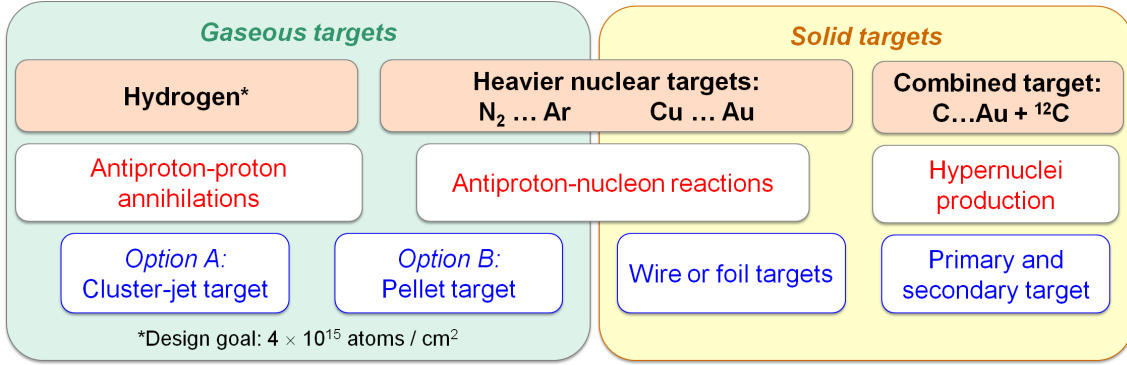 Gaseous targets
Solid targets
Hydrogen*
Heavier nuclear targets:
N₂ … Ar Cu … Au
Combined target:
C…Au + ¹²C
Antiproton-proton
annihilations
Antiproton-nucleon reactions
Hypernuclei
production
Option A:
Cluster-jet target
Option B:
Pellet target
Wire or foil targets
Primary and
secondary target
*Design goal: 4 × 10¹⁵ atoms / cm²